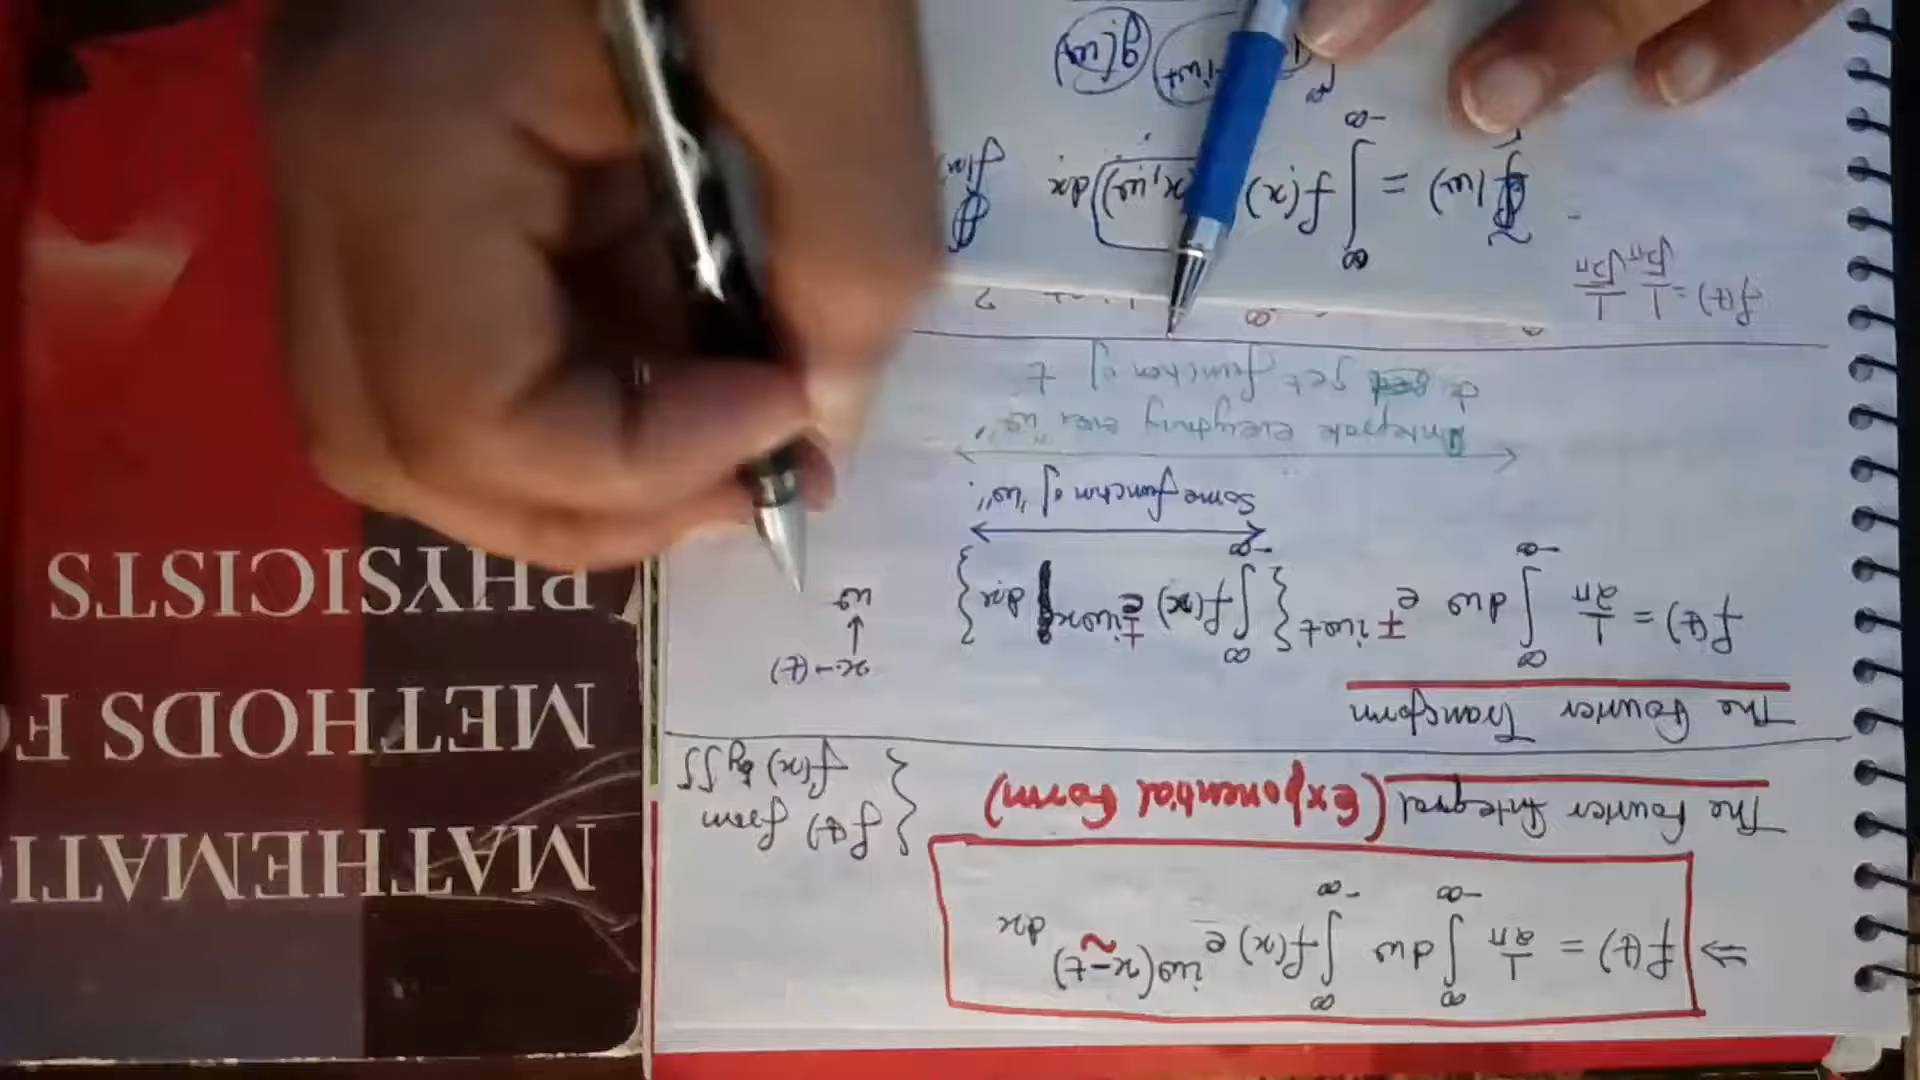 ⇒ f(t) = 1/2π ∫_{-∞}^{∞} dω ∫_{-∞}^{∞} f(x) e^{iω(x-t)} dx
The Fourier Integral (Exponential Form)
{ f(t) from
f(x) by ∫∫
The Fourier Transform
f(t) = 1/2π ∫_{-∞}^{∞} dω e^{∓iωt} { ∫_{-∞}^{∞} f(x) e^{±iωx} dx }
x → (t)
↓
ω
Some function of "ω".
Integrate everything over "ω".
& get function of t
f(t) = 1/√2π 1/√2π
(ω) = ∫_{-∞}^{∞} f(x) (x,ω) dx
g(ω)
MATHEMATI
METHODS FO
PHYSICISTS